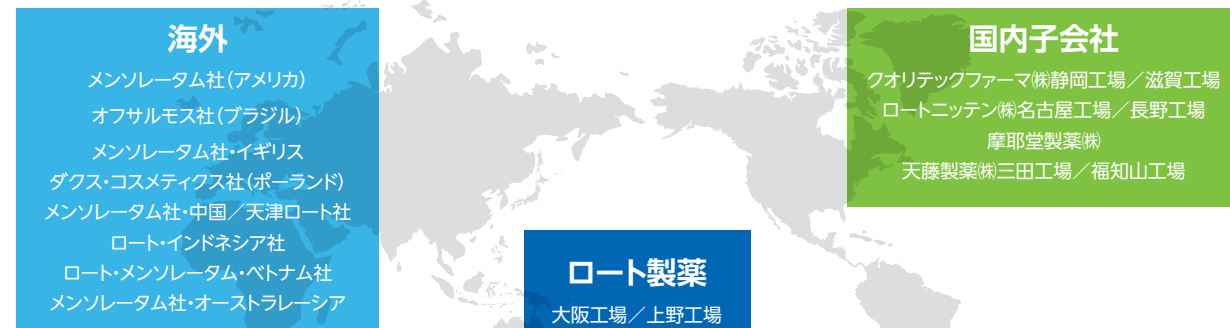 海外
メンソレータム社(アメリカ)
オフサルモス社(ブラジル)
メンソレータム社・イギリス
ダクス・コスメティクス社(ポーランド)
メンソレータム社・中国／天津ロート社
ロート・インドネシア社
ロート・メンソレータム・ベトナム社
メンソレータム社・オーストラレーシア
国内子会社
クオリテックファーマ㈱静岡工場／滋賀工場
ロートニッテン㈱名古屋工場／長野工場
摩耶堂製薬㈱
天藤製薬㈱三田工場／福知山工場
ロート製薬
大阪工場／上野工場